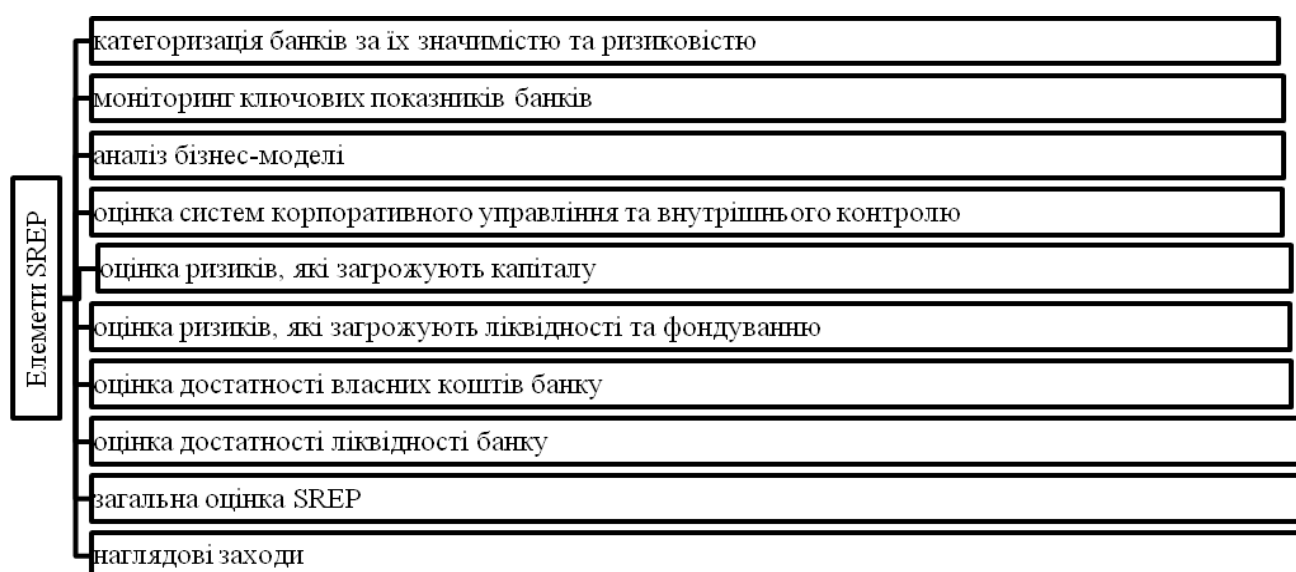 Елемети SREP
категоризація банків за їх значимістю та ризиковістю
моніторинг ключових показників банків
аналіз бізнес-моделі
оцінка систем корпоративного управління та внутрішнього контролю
оцінка ризиків, які загрожують капіталу
оцінка ризиків, які загрожують ліквідності та фондуванню
оцінка достатності власних коштів банку
оцінка достатності ліквідності банку
загальна оцінка SREP
наглядові заходи